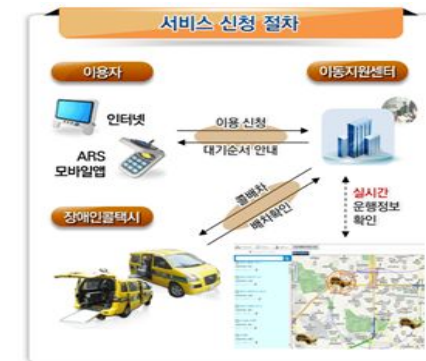 서비스 신청 절차
이용자
이동지원센터
인터넷
ARS
모바일앱
이용 신청
대기순서 안내
콜배차
배차확인
실시간
운행정보
확인
장애인콜택시